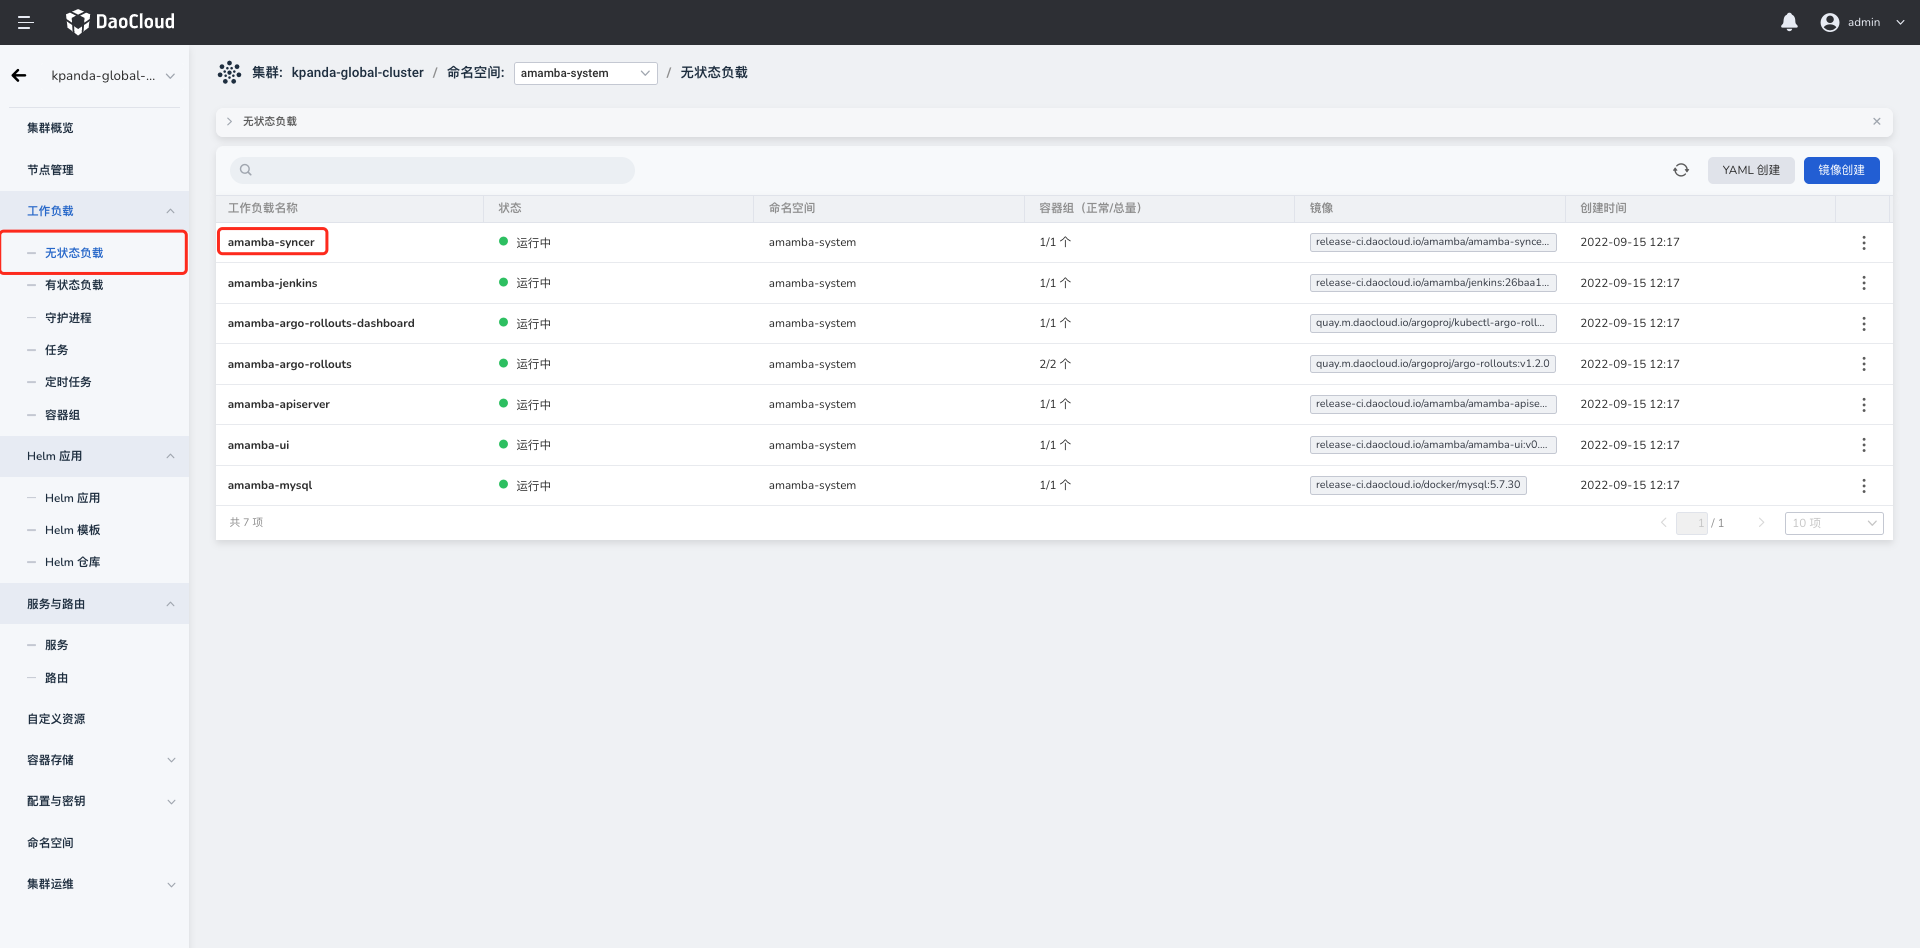 DaoCloud
admin
kpanda-global-...
集群概览
节点管理
工作负载
无状态负载
有状态负载
守护进程
任务
定时任务
容器组
Helm 应用
Helm 应用
Helm 模板
Helm 仓库
服务与路由
服务
路由
自定义资源
容器存储
配置与密钥
命名空间
集群运维
集群: kpanda-global-cluster / 命名空间: amamba-system / 无状态负载
无状态负载
YAML 创建 镜像创建
工作负载名称 状态 命名空间 容器组（正常/总量） 镜像 创建时间
amamba-syncer 运行中 amamba-system 1/1 个 release-ci.daocloud.io/amamba/amamba-synce... 2022-09-15 12:17
amamba-jenkins 运行中 amamba-system 1/1 个 release-ci.daocloud.io/amamba/jenkins:26baa1... 2022-09-15 12:17
amamba-argo-rollouts-dashboard 运行中 amamba-system 1/1 个 quay.m.daocloud.io/argoproj/kubectl-argo-roll... 2022-09-15 12:17
amamba-argo-rollouts 运行中 amamba-system 2/2 个 quay.m.daocloud.io/argoproj/argo-rollouts:v1.2.0 2022-09-15 12:17
amamba-apiserver 运行中 amamba-system 1/1 个 release-ci.daocloud.io/amamba/amamba-apise... 2022-09-15 12:17
amamba-ui 运行中 amamba-system 1/1 个 release-ci.daocloud.io/amamba/amamba-ui:v0.... 2022-09-15 12:17
amamba-mysql 运行中 amamba-system 1/1 个 release-ci.daocloud.io/docker/mysql:5.7.30 2022-09-15 12:17
共 7 项 1 / 1 10 项